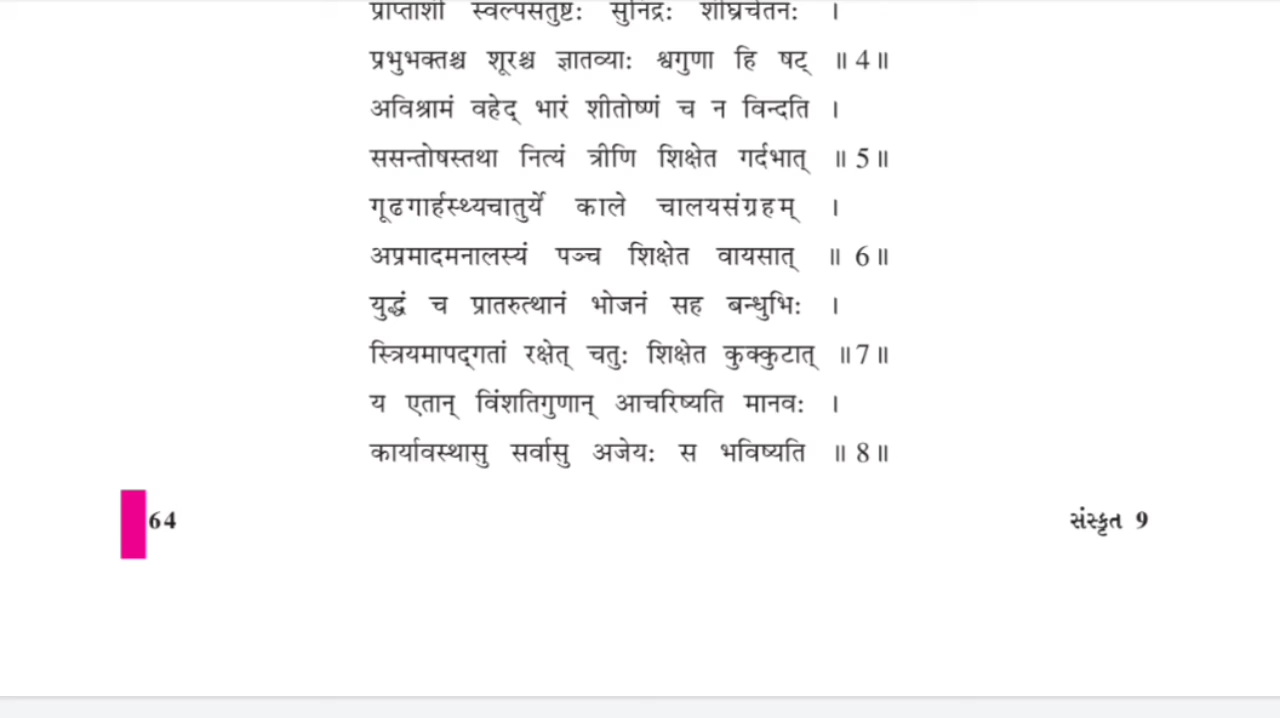 प्राप्ताशी स्वल्पसंतुष्टः सुनिद्रः शीघ्रचेतनः ।
प्रभुभक्तश्च शूरश्च ज्ञातव्याः श्वगुणा हि षट् ॥ 4 ॥
अविश्रामं वहेद् भारं शीतोष्णं च न विन्दति ।
ससन्तोषस्तथा नित्यं त्रीणि शिक्षेत गर्दभात् ॥ 5 ॥
गूढगार्हस्थ्यचातुर्ये काले चालयसंग्रहम् ।
अप्रमादमनालस्यं पञ्च शिक्षेत वायसात् ॥ 6 ॥
युद्धं च प्रातरुत्थानं भोजनं सह बन्धुभिः ।
स्त्रियमापद्गतां रक्षेत् चतुः शिक्षेत कुक्कुटात् ॥ 7 ॥
य एतान् विंशतिगुणान् आचरिष्यति मानवः ।
कार्यावस्थासु सर्वासु अजेयः स भविष्यति ॥ 8 ॥
64
સંસ્કૃત 9